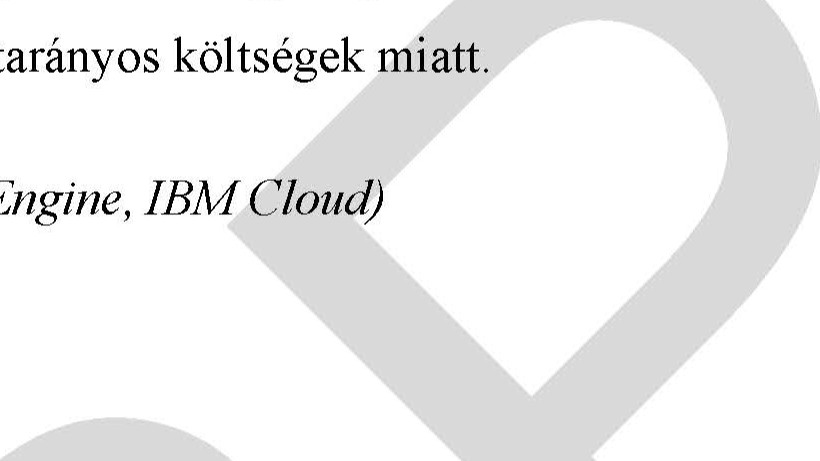 tarányos költségek miatt.
Engine, IBM Cloud)